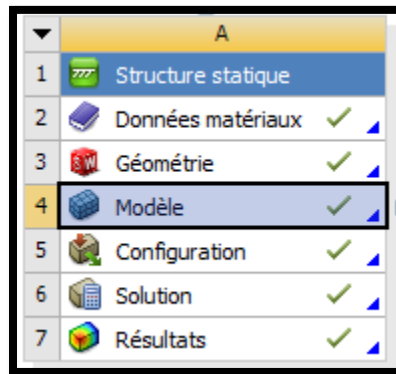 A
1 Structure statique
2 Données matériaux
3 Géométrie
4 Modèle
5 Configuration
6 Solution
7 Résultats